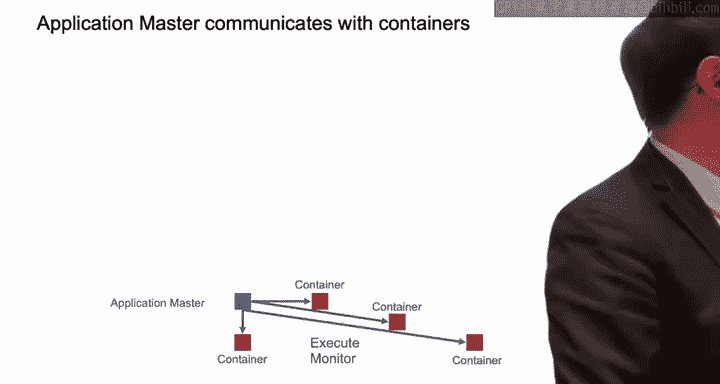 Application Master communicates with containers
Container
Application Master
Container
Execute
Monitor
Container
Container